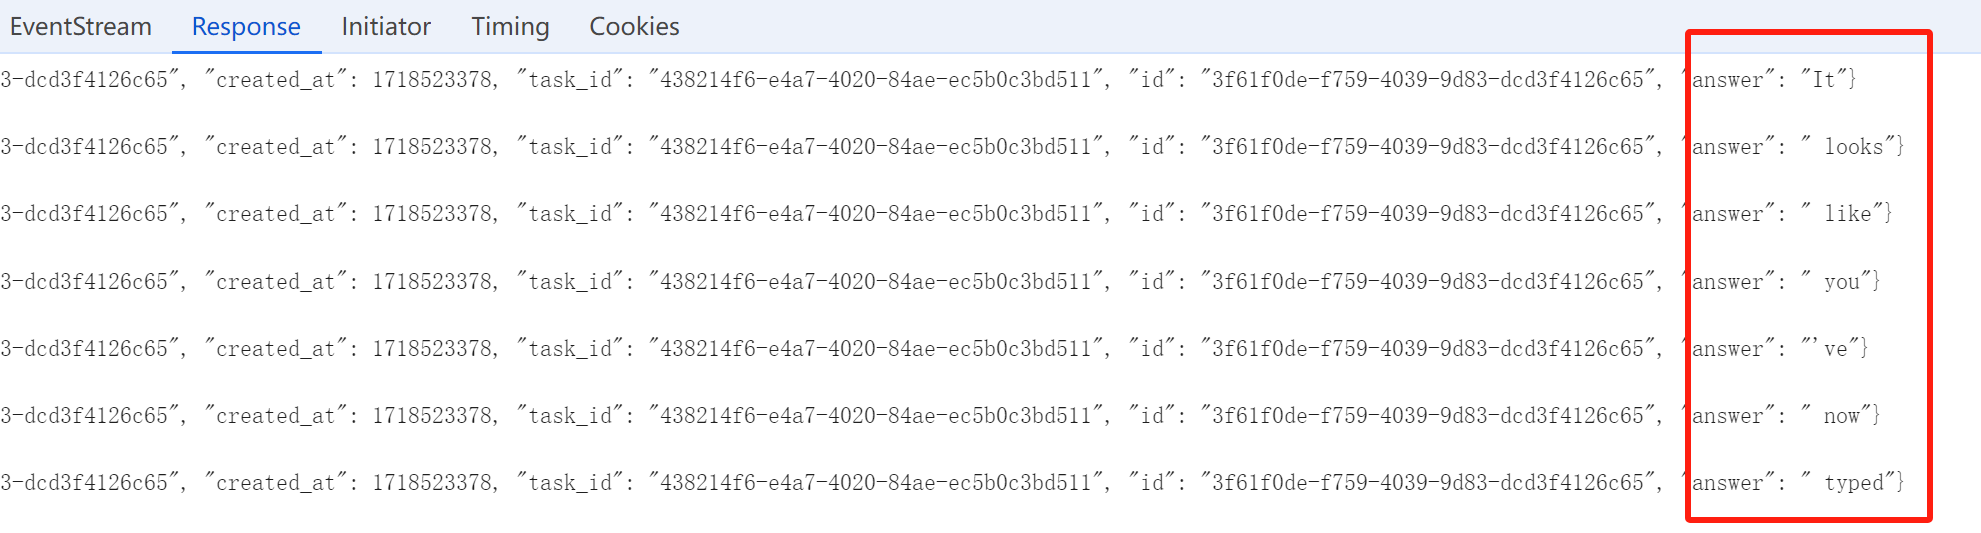 EventStream Response Initiator Timing Cookies
3-dcd3f4126c65", "created_at": 1718523378, "task_id": "438214f6-e4a7-4020-84ae-ec5b0c3bd511", "id": "3f61f0de-f759-4039-9d83-dcd3f4126c65", "answer": "It"}
3-dcd3f4126c65", "created_at": 1718523378, "task_id": "438214f6-e4a7-4020-84ae-ec5b0c3bd511", "id": "3f61f0de-f759-4039-9d83-dcd3f4126c65", "answer": " looks"}
3-dcd3f4126c65", "created_at": 1718523378, "task_id": "438214f6-e4a7-4020-84ae-ec5b0c3bd511", "id": "3f61f0de-f759-4039-9d83-dcd3f4126c65", "answer": " like"}
3-dcd3f4126c65", "created_at": 1718523378, "task_id": "438214f6-e4a7-4020-84ae-ec5b0c3bd511", "id": "3f61f0de-f759-4039-9d83-dcd3f4126c65", "answer": " you"}
3-dcd3f4126c65", "created_at": 1718523378, "task_id": "438214f6-e4a7-4020-84ae-ec5b0c3bd511", "id": "3f61f0de-f759-4039-9d83-dcd3f4126c65", "answer": "'ve"}
3-dcd3f4126c65", "created_at": 1718523378, "task_id": "438214f6-e4a7-4020-84ae-ec5b0c3bd511", "id": "3f61f0de-f759-4039-9d83-dcd3f4126c65", "answer": " now"}
3-dcd3f4126c65", "created_at": 1718523378, "task_id": "438214f6-e4a7-4020-84ae-ec5b0c3bd511", "id": "3f61f0de-f759-4039-9d83-dcd3f4126c65", "answer": " typed"}